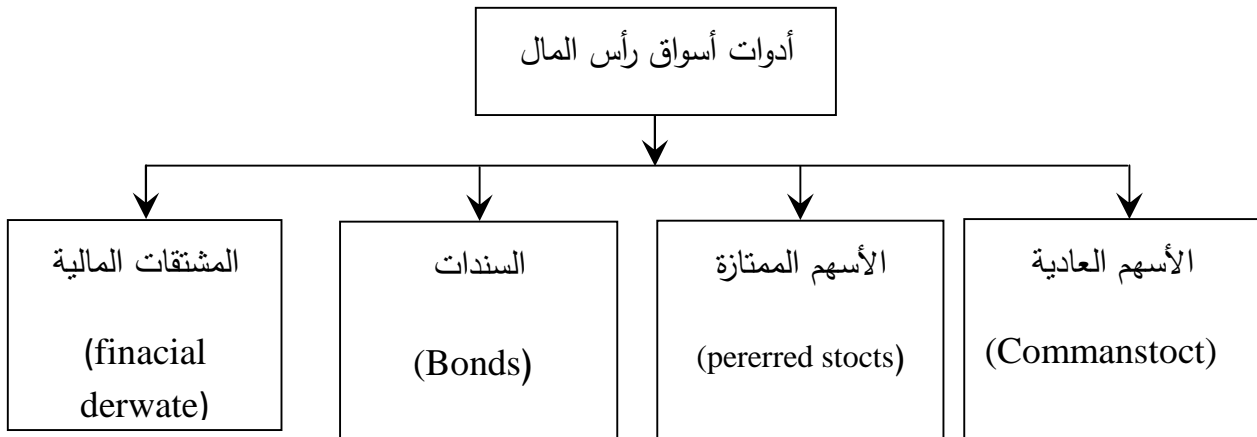 أدوات أسواق رأس المال
الأسهم العادية
(Commanstoct)
الأسهم الممتازة
(pererred stocts)
السندات
(Bonds)
المشتقات المالية
(finacial
derwate)